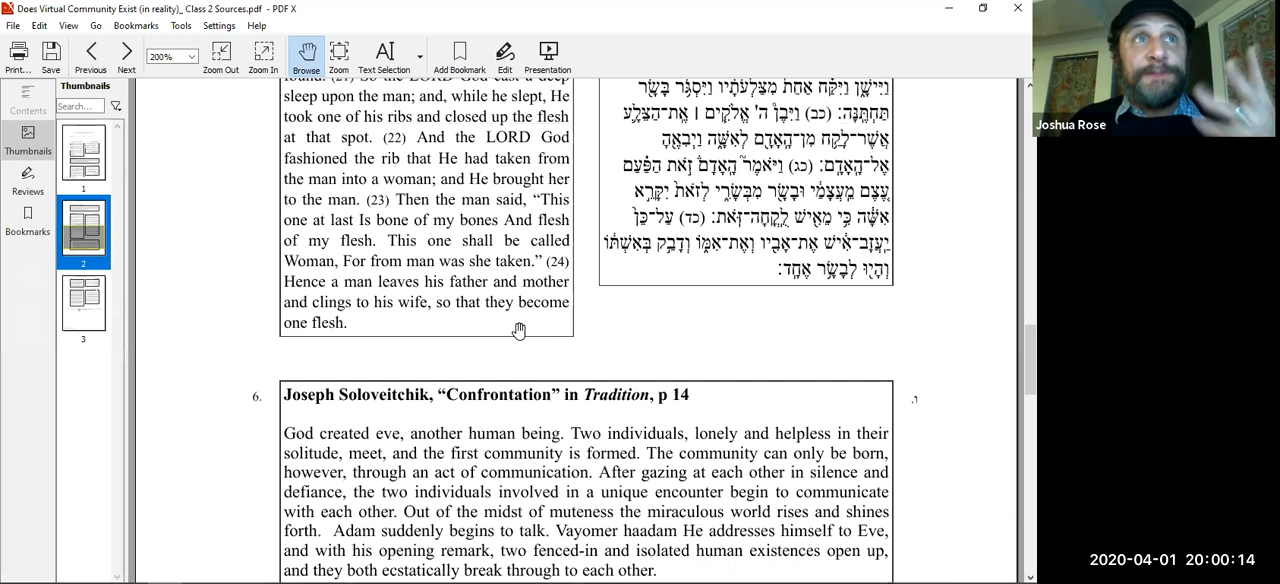 Does Virtual Community Exist (in reality)_ Class 2 Sources.pdf - PDF X
File Edit View Go Bookmarks Tools Settings Help
Print... Save Previous Next 200% Zoom Out Zoom In Browse Zoom Text Selection Add Bookmark Edit Presentation
Contents
Thumbnails
Reviews
Bookmarks
Thumbnails
Search...
1
2
3
sleep upon the man; and, while he slept, He
took one of his ribs and closed up the flesh
at that spot. (22) And the LORD God
fashioned the rib that He had taken from
the man into a woman; and He brought her
to the man. (23) Then the man said, “This
one at last Is bone of my bones And flesh
of my flesh. This one shall be called
Woman, For from man was she taken.” (24)
Hence a man leaves his father and mother
and clings to his wife, so that they become
one flesh.
וַיִּישָׁ֑ן וַיִּקַּ֗ח אַחַת֙ מִצַּלְעֹתָ֔יו וַיִּסְגֹּ֥ר בָּשָׂ֖ר
תַּחְתֶּֽנָּה׃ (כב) וַיִּבֶן֩ ה' אֱלֹקִ֧ים ׀ אֶֽת־הַצֵּלָ֛ע
אֲשֶׁר־לָקַ֥ח מִן־הָֽאָדָ֖ם לְאִשָּׁ֑ה וַיְבִאֶ֖הָ
אֶל־הָֽאָדָֽם׃ (כג) וַיֹּאמֶר֮ הָֽאָדָם֒ זֹ֣את הַפַּ֗עַם
עֶ֚צֶם מֵֽעֲצָמַ֔י וּבָשָׂ֖ר מִבְּשָׂרִ֑י לְזֹאת֙ יִקָּרֵ֣א
אִשָּׁ֔ה כִּ֥י מֵאִ֖ישׁ לֻֽקֳחָה־זֹּֽאת׃ (כד) עַל־כֵּן֙
יַֽעֲזָב־אִ֔ישׁ אֶת־אָבִ֖יו וְאֶת־אִמּ֑וֹ וְדָבַ֣ק בְּאִשְׁתּ֔וֹ
וְהָי֖וּ לְבָשָׂ֥ר אֶחָֽד׃
6. Joseph Soloveitchik, “Confrontation” in Tradition, p 14 ו.
God created eve, another human being. Two individuals, lonely and helpless in their
solitude, meet, and the first community is formed. The community can only be born,
however, through an act of communication. After gazing at each other in silence and
defiance, the two individuals involved in a unique encounter begin to communicate
with each other. Out of the midst of muteness the miraculous world rises and shines
forth. Adam suddenly begins to talk. Vayomer haadam He addresses himself to Eve,
and with his opening remark, two fenced-in and isolated human existences open up,
and they both ecstatically break through to each other.
Joshua Rose
2020-04-01 20:00:14